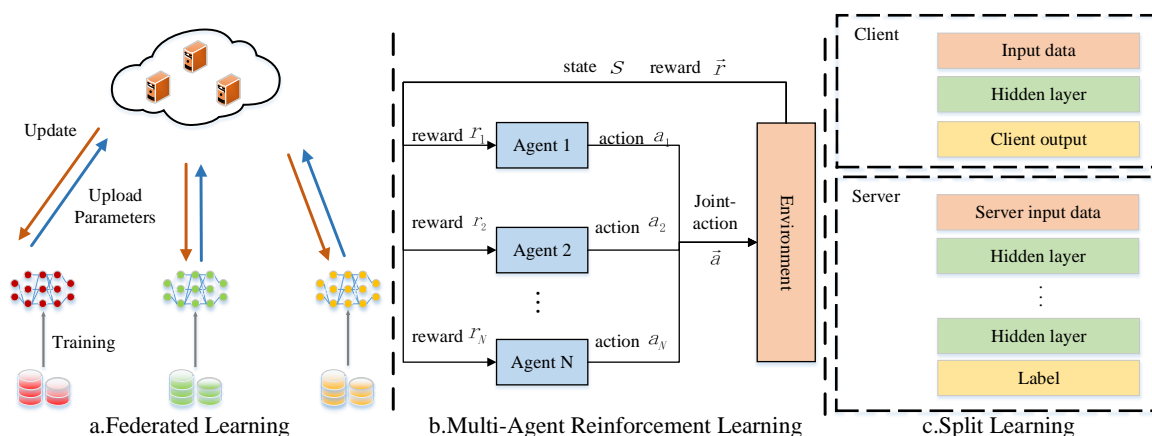 Update
Upload
Parameters
Training
a.Federated Learning
state S reward r⃗
reward r₁
Agent 1
action a₁
reward r₂
Agent 2
action a₂
⋮
reward r_N
Agent N
action a_N
Joint-
action
a⃗
Environment
b.Multi-Agent Reinforcement Learning
Client
Input data
Hidden layer
Client output
Server
Server input data
Hidden layer
⋮
Hidden layer
Label
c.Split Learning